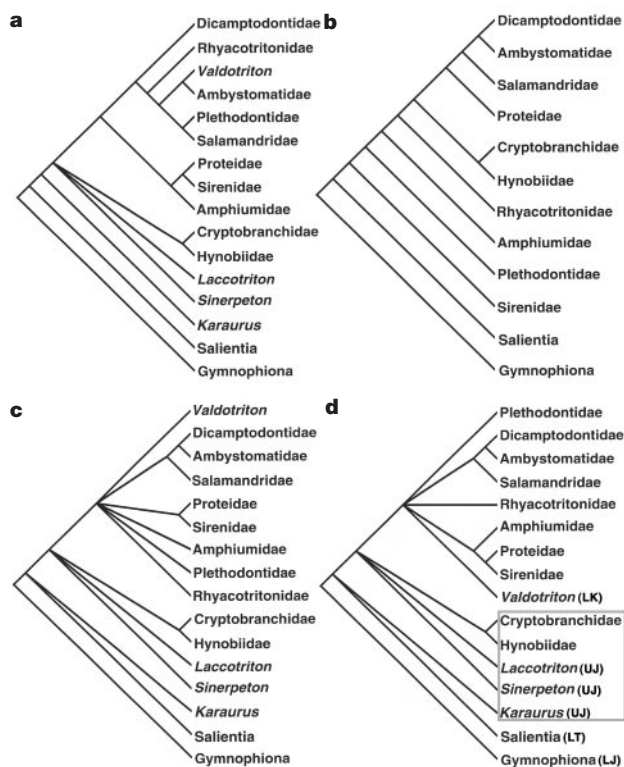 a
Dicamptodontidae
Rhyacotritonidae
Valdotriton
Ambystomatidae
Plethodontidae
Salamandridae
Proteidae
Sirenidae
Amphiumidae
Cryptobranchidae
Hynobiidae
Laccotriton
Sinerpeton
Karaurus
Salientia
Gymnophiona
b
Dicamptodontidae
Ambystomatidae
Salamandridae
Proteidae
Cryptobranchidae
Hynobiidae
Rhyacotritonidae
Amphiumidae
Plethodontidae
Sirenidae
Salientia
Gymnophiona
c
Valdotriton
Dicamptodontidae
Ambystomatidae
Salamandridae
Proteidae
Sirenidae
Amphiumidae
Plethodontidae
Rhyacotritonidae
Cryptobranchidae
Hynobiidae
Laccotriton
Sinerpeton
Karaurus
Salientia
Gymnophiona
d
Plethodontidae
Dicamptodontidae
Ambystomatidae
Salamandridae
Rhyacotritonidae
Amphiumidae
Proteidae
Sirenidae
Valdotriton (LK)
Cryptobranchidae
Hynobiidae
Laccotriton (UJ)
Sinerpeton (UJ)
Karaurus (UJ)
Salientia (LT)
Gymnophiona (LJ)